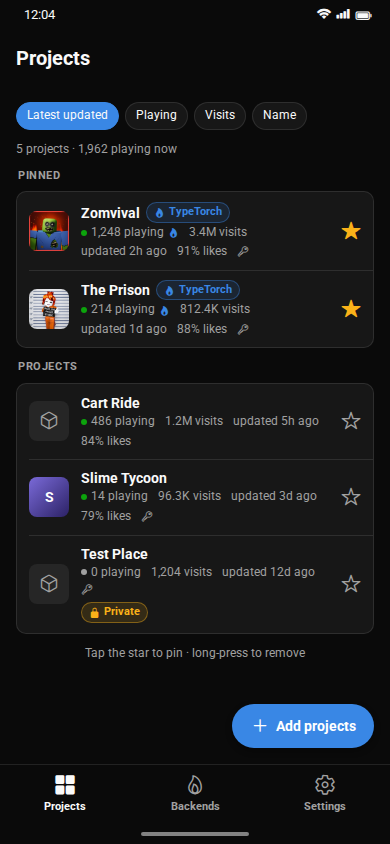 12:04
Projects
Latest updated
Playing
Visits
Name
5 projects · 1,962 playing now
PINNED
Zomvival TypeTorch
1,248 playing 3.4M visits
updated 2h ago 91% likes
The Prison TypeTorch
214 playing 812.4K visits
updated 1d ago 88% likes
PROJECTS
Cart Ride
486 playing 1.2M visits updated 5h ago
84% likes
S
Slime Tycoon
14 playing 96.3K visits updated 3d ago
79% likes
Test Place
0 playing 1,204 visits updated 12d ago
Private
Tap the star to pin · long-press to remove
Add projects
Projects
Backends
Settings